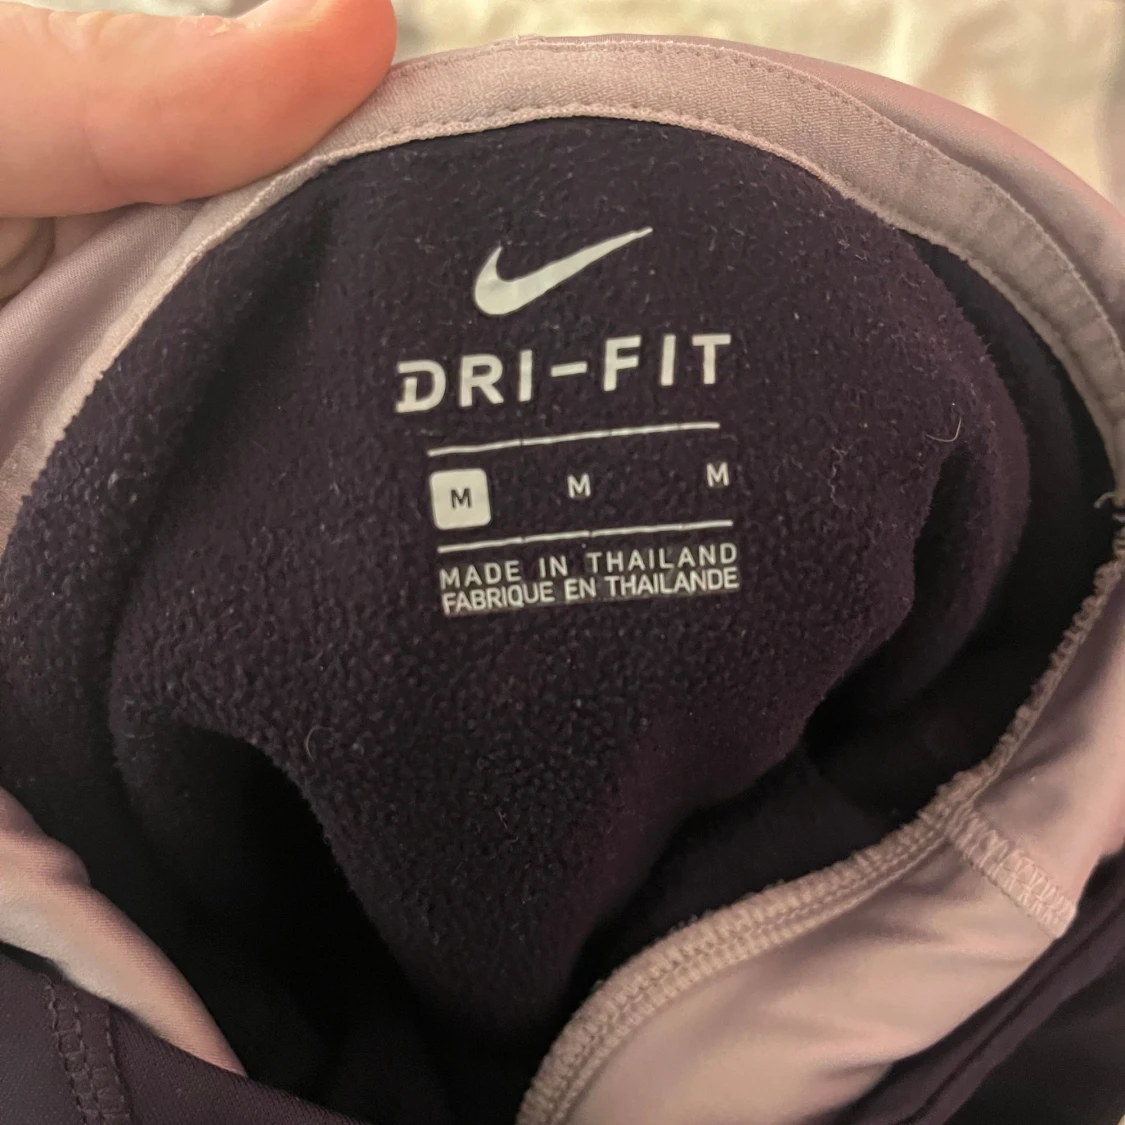 DRI-FIT
M M M
MADE IN THAILAND
FABRIQUE EN THAILANDE